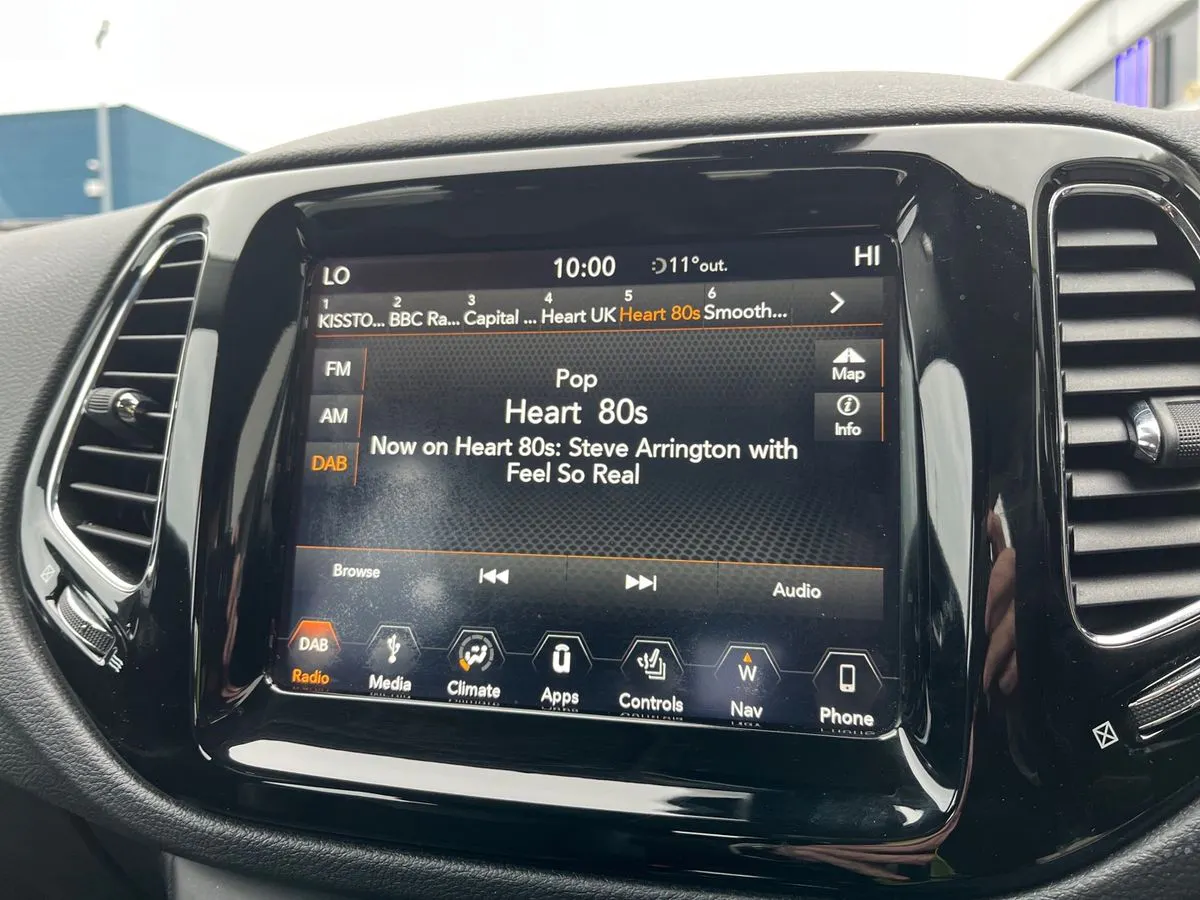 LO 10:00 11°out. HI
1 2 3 4 5 6
KISSTO... BBC Ra... Capital ... Heart UK Heart 80s Smooth...
FM
AM
DAB
Pop
Heart 80s
Now on Heart 80s: Steve Arrington with
Feel So Real
Map
Info
Browse Audio
DAB W
Radio Media Climate Apps Controls Nav Phone